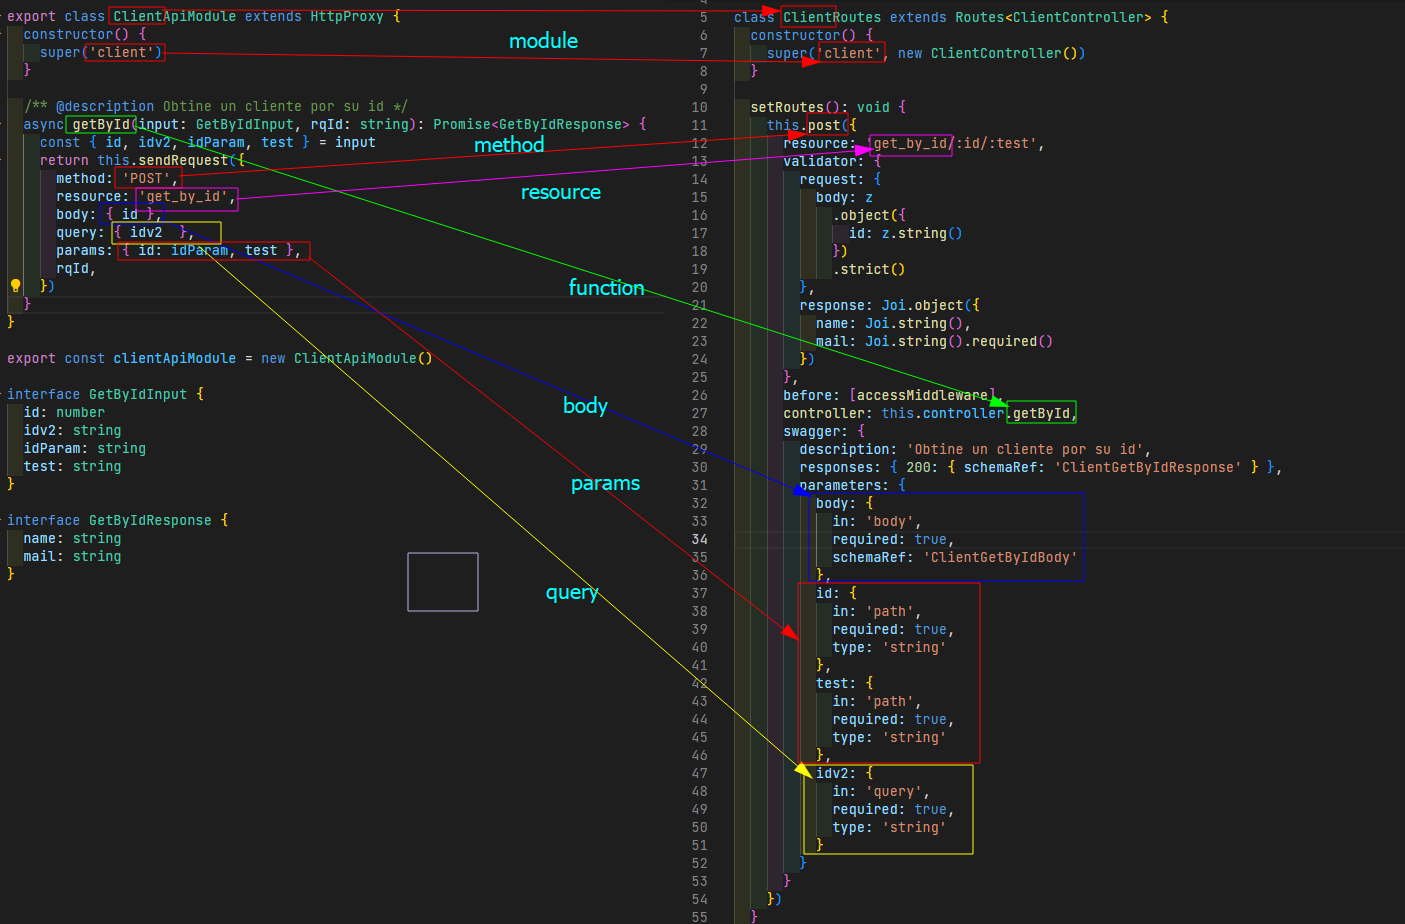 export class ClientApiModule extends HttpProxy {
constructor() {
super('client')
}
/** @description Obtine un cliente por su id */
async getById(input: GetByIdInput, rqId: string): Promise<GetByIdResponse> {
const { id, idv2, idParam, test } = input
return this.sendRequest({
method: 'POST',
resource: 'get_by_id',
body: { id },
query: { idv2 },
params: { id: idParam, test },
rqId,
})
}
}
export const clientApiModule = new ClientApiModule()
interface GetByIdInput {
id: number
idv2: string
idParam: string
test: string
}
interface GetByIdResponse {
name: string
mail: string
}
module
method
resource
function
body
params
query
4
5 class ClientRoutes extends Routes<ClientController> {
6 constructor() {
7 super('client', new ClientController())
8 }
9
10 setRoutes(): void {
11 this.post({
12 resource: 'get_by_id/:id/:test',
13 validator: {
14 request: {
15 body: z
16 .object({
17 id: z.string()
18 })
19 .strict()
20 },
21 response: Joi.object({
22 name: Joi.string(),
23 mail: Joi.string().required()
24 })
25 },
26 before: [accessMiddleware],
27 controller: this.controller.getById,
28 swagger: {
29 description: 'Obtine un cliente por su id',
30 responses: { 200: { schemaRef: 'ClientGetByIdResponse' } },
31 parameters: {
32 body: {
33 in: 'body',
34 required: true,
35 schemaRef: 'ClientGetByIdBody'
36 },
37 id: {
38 in: 'path',
39 required: true,
40 type: 'string'
41 },
42 test: {
43 in: 'path',
44 required: true,
45 type: 'string'
46 },
47 idv2: {
48 in: 'query',
49 required: true,
50 type: 'string'
51 }
52 }
53 }
54 })
55 }